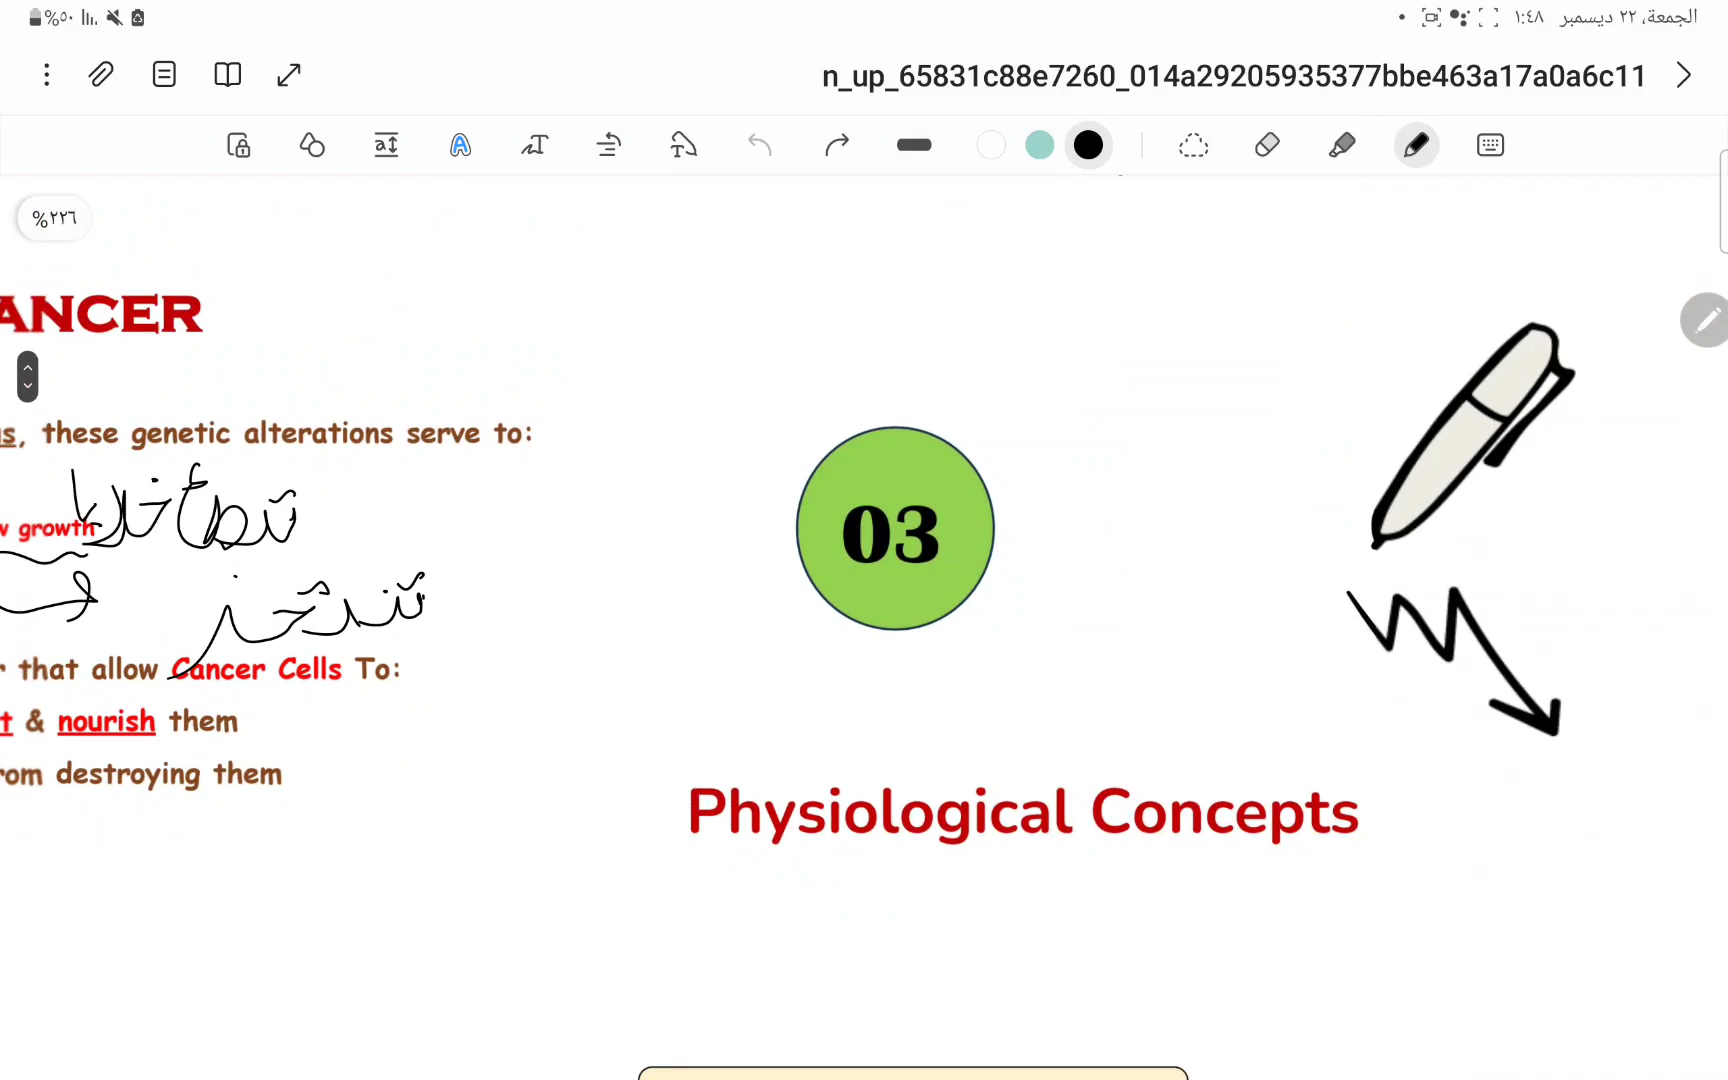 %٥٠
الجمعة، ٢٢ ديسمبر ١:٤٨
n_up_65831c88e7260_014a29205935377bbe463a17a0a6c11
%٢٢٦
ANCER
, these genetic alterations serve to:
growth
خلايا
that allow Cancer Cells To:
& nourish them
destroying them
03
Physiological Concepts